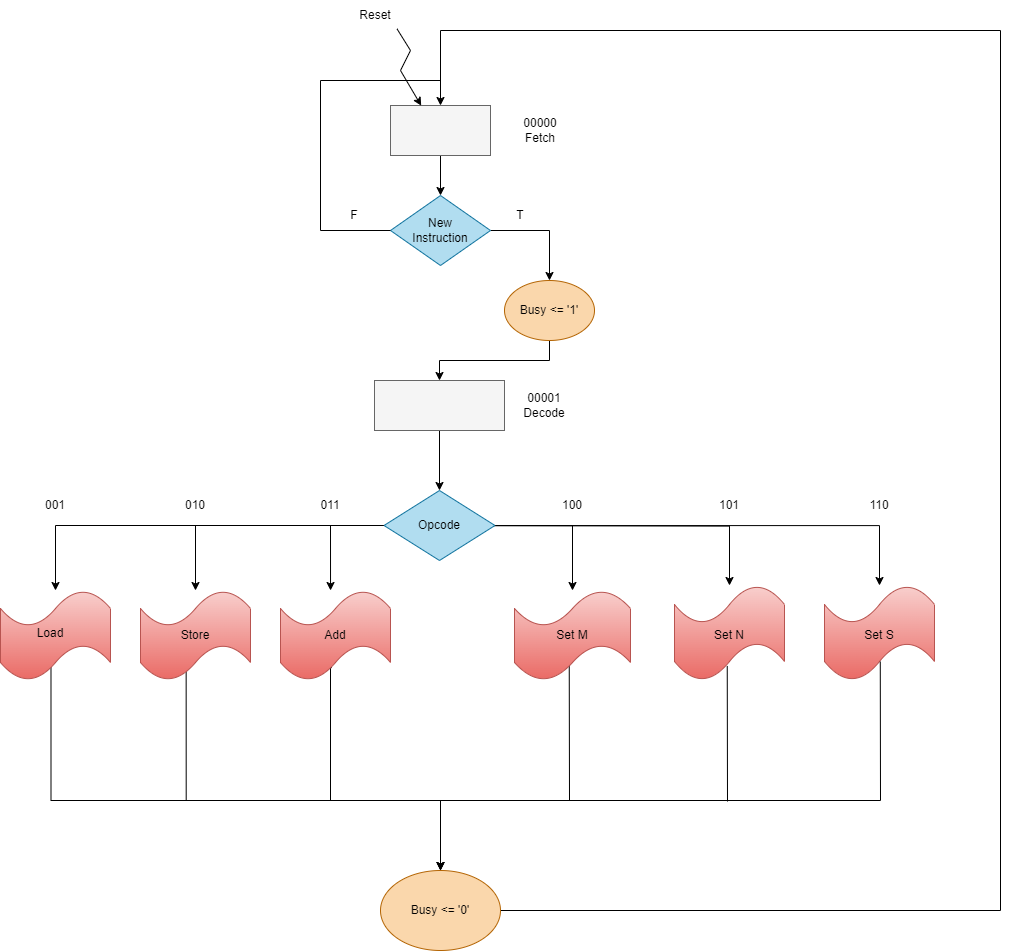 Reset
00000
Fetch
F
T
New
Instruction
Busy <= '1'
00001
Decode
001
010
011
100
101
110
Opcode
Load
Store
Add
Set M
Set N
Set S
Busy <= '0'